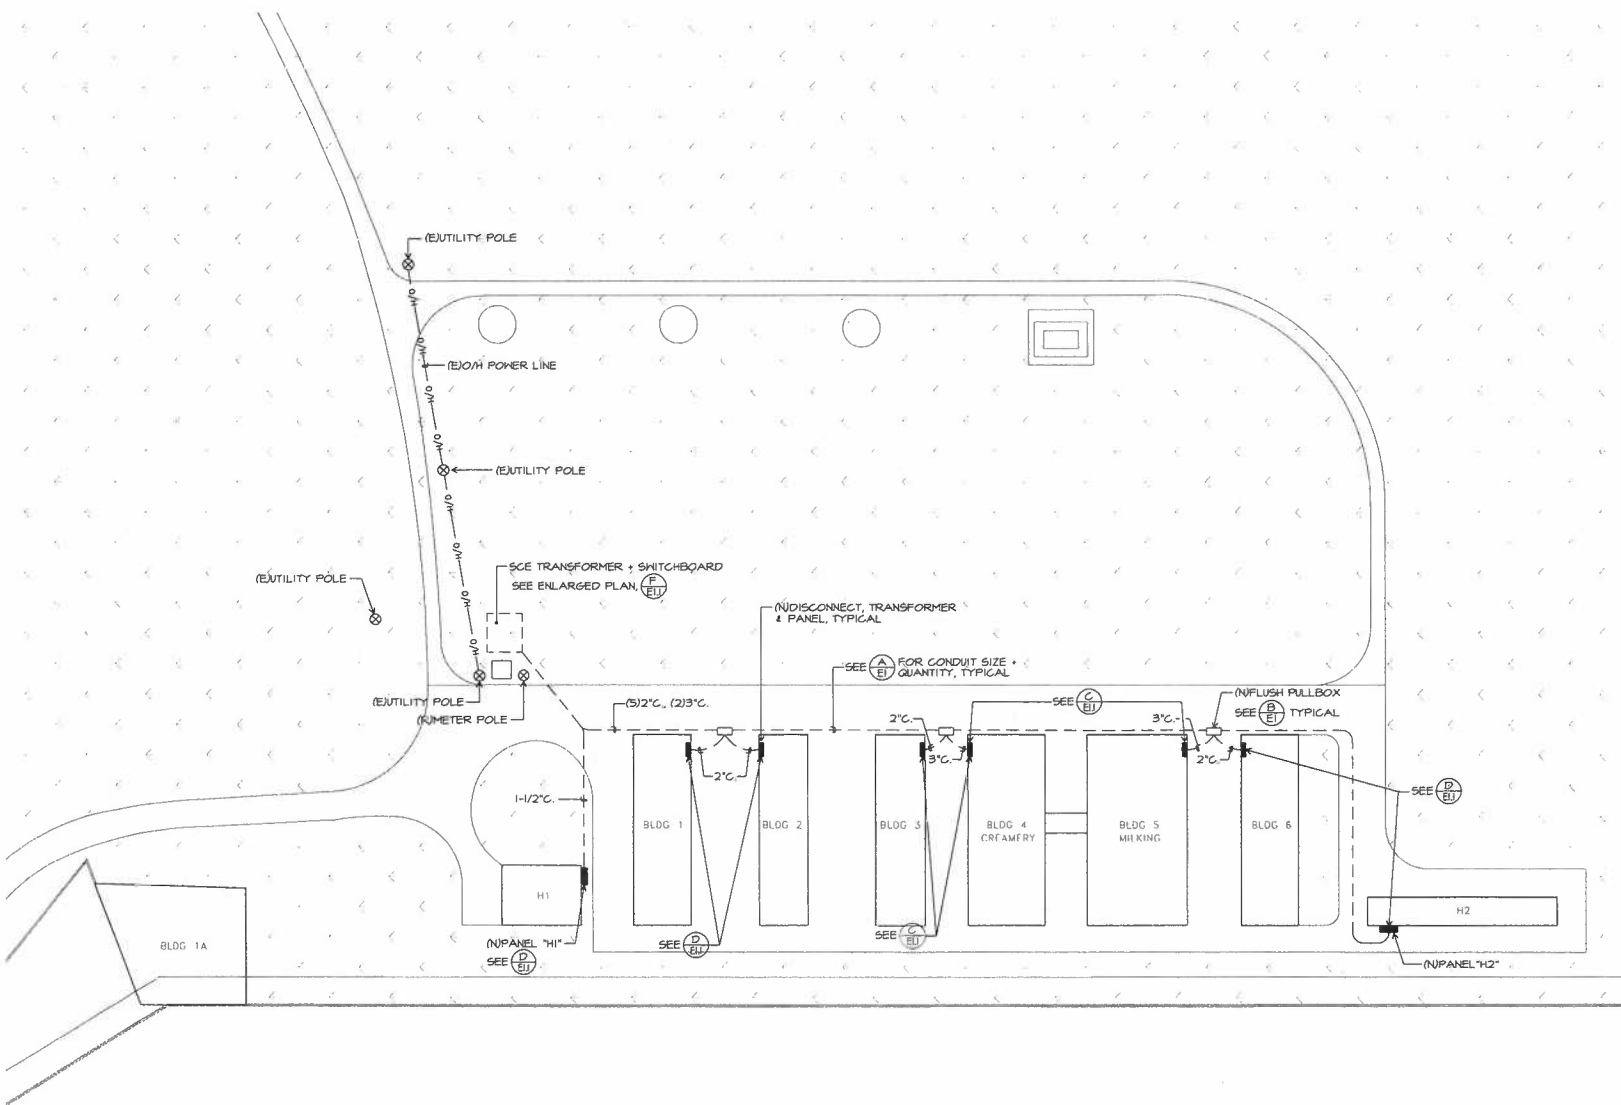 (E)UTILITY POLE
H/O
H/O
(E)O/H POWER LINE
H/O
H/O
(E)UTILITY POLE
H/O
H/O
SCE TRANSFORMER + SWITCHBOARD
SEE ENLARGED PLAN, F
E1.1
(E)UTILITY POLE
H/O
(N)DISCONNECT, TRANSFORMER
& PANEL, TYPICAL
H/O
SEE A FOR CONDUIT SIZE +
E1 QUANTITY, TYPICAL
(E)UTILITY POLE
(N)METER POLE
(5)2"C., (2)3"C.
SEE C
E1.1
(N)FLUSH PULLBOX
SEE B TYPICAL
E1
2"C.
3"C.
3"C.
2"C.
2"C.
1-1/2"C.
SEE D
E1.1
BLDG 1
BLDG 2
BLDG 3
BLDG 4
CREAMERY
BLDG 5
MILKING
BLDG 6
H1
H2
BLDG 1A
(N)PANEL "H1"
SEE D
E1.1
SEE D
E1.1
SEE C
E1.1
(N)PANEL "H2"